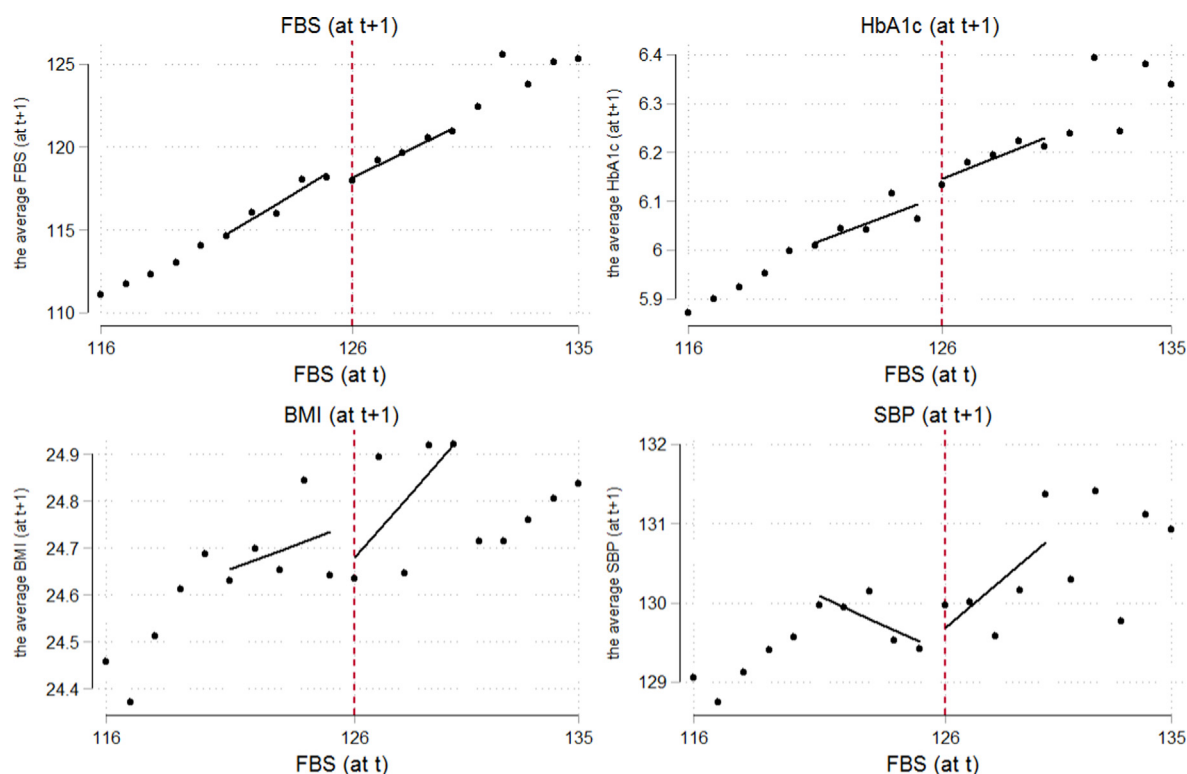 FBS (at t+1)
the average FBS (at t+1)
125
120
115
110
116
126
135
FBS (at t)
HbA1c (at t+1)
the average HbA1c (at t+1)
6.4
6.3
6.2
6.1
6
5.9
116
126
135
FBS (at t)
BMI (at t+1)
the average BMI (at t+1)
24.9
24.8
24.7
24.6
24.5
24.4
116
126
135
FBS (at t)
SBP (at t+1)
the average SBP (at t+1)
132
131
130
129
116
126
135
FBS (at t)